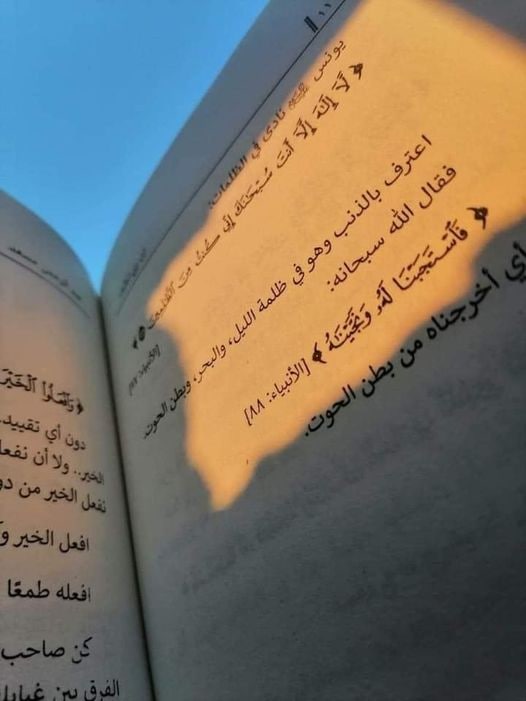 ١١
يونس ﷺ نادى في الظلمات:
﴿ لَّا إِلَٰهَ إِلَّا أَنتَ سُبْحَانَكَ إِنِّي كُنتُ مِنَ الظَّالِمِينَ ﴾
[الأنبياء: ٨٧]
اعترف بالذنب وهو في ظلمة الليل، والبحر، وبطن الحوت.
فقال الله سبحانه:
﴿ فَاسْتَجَبْنَا لَهُ وَنَجَّيْنَاهُ ﴾ [الأنبياء: ٨٨]
أي أخرجناه من بطن الحوت.
﴿ وَافْعَلُوا الْخَيْرَ
دون أي تقييد
الخير.. ولا أن نفعل
نفعل الخير من دو
افعل الخير و
افعله طمعًا
كن صاحب
الفرق بين